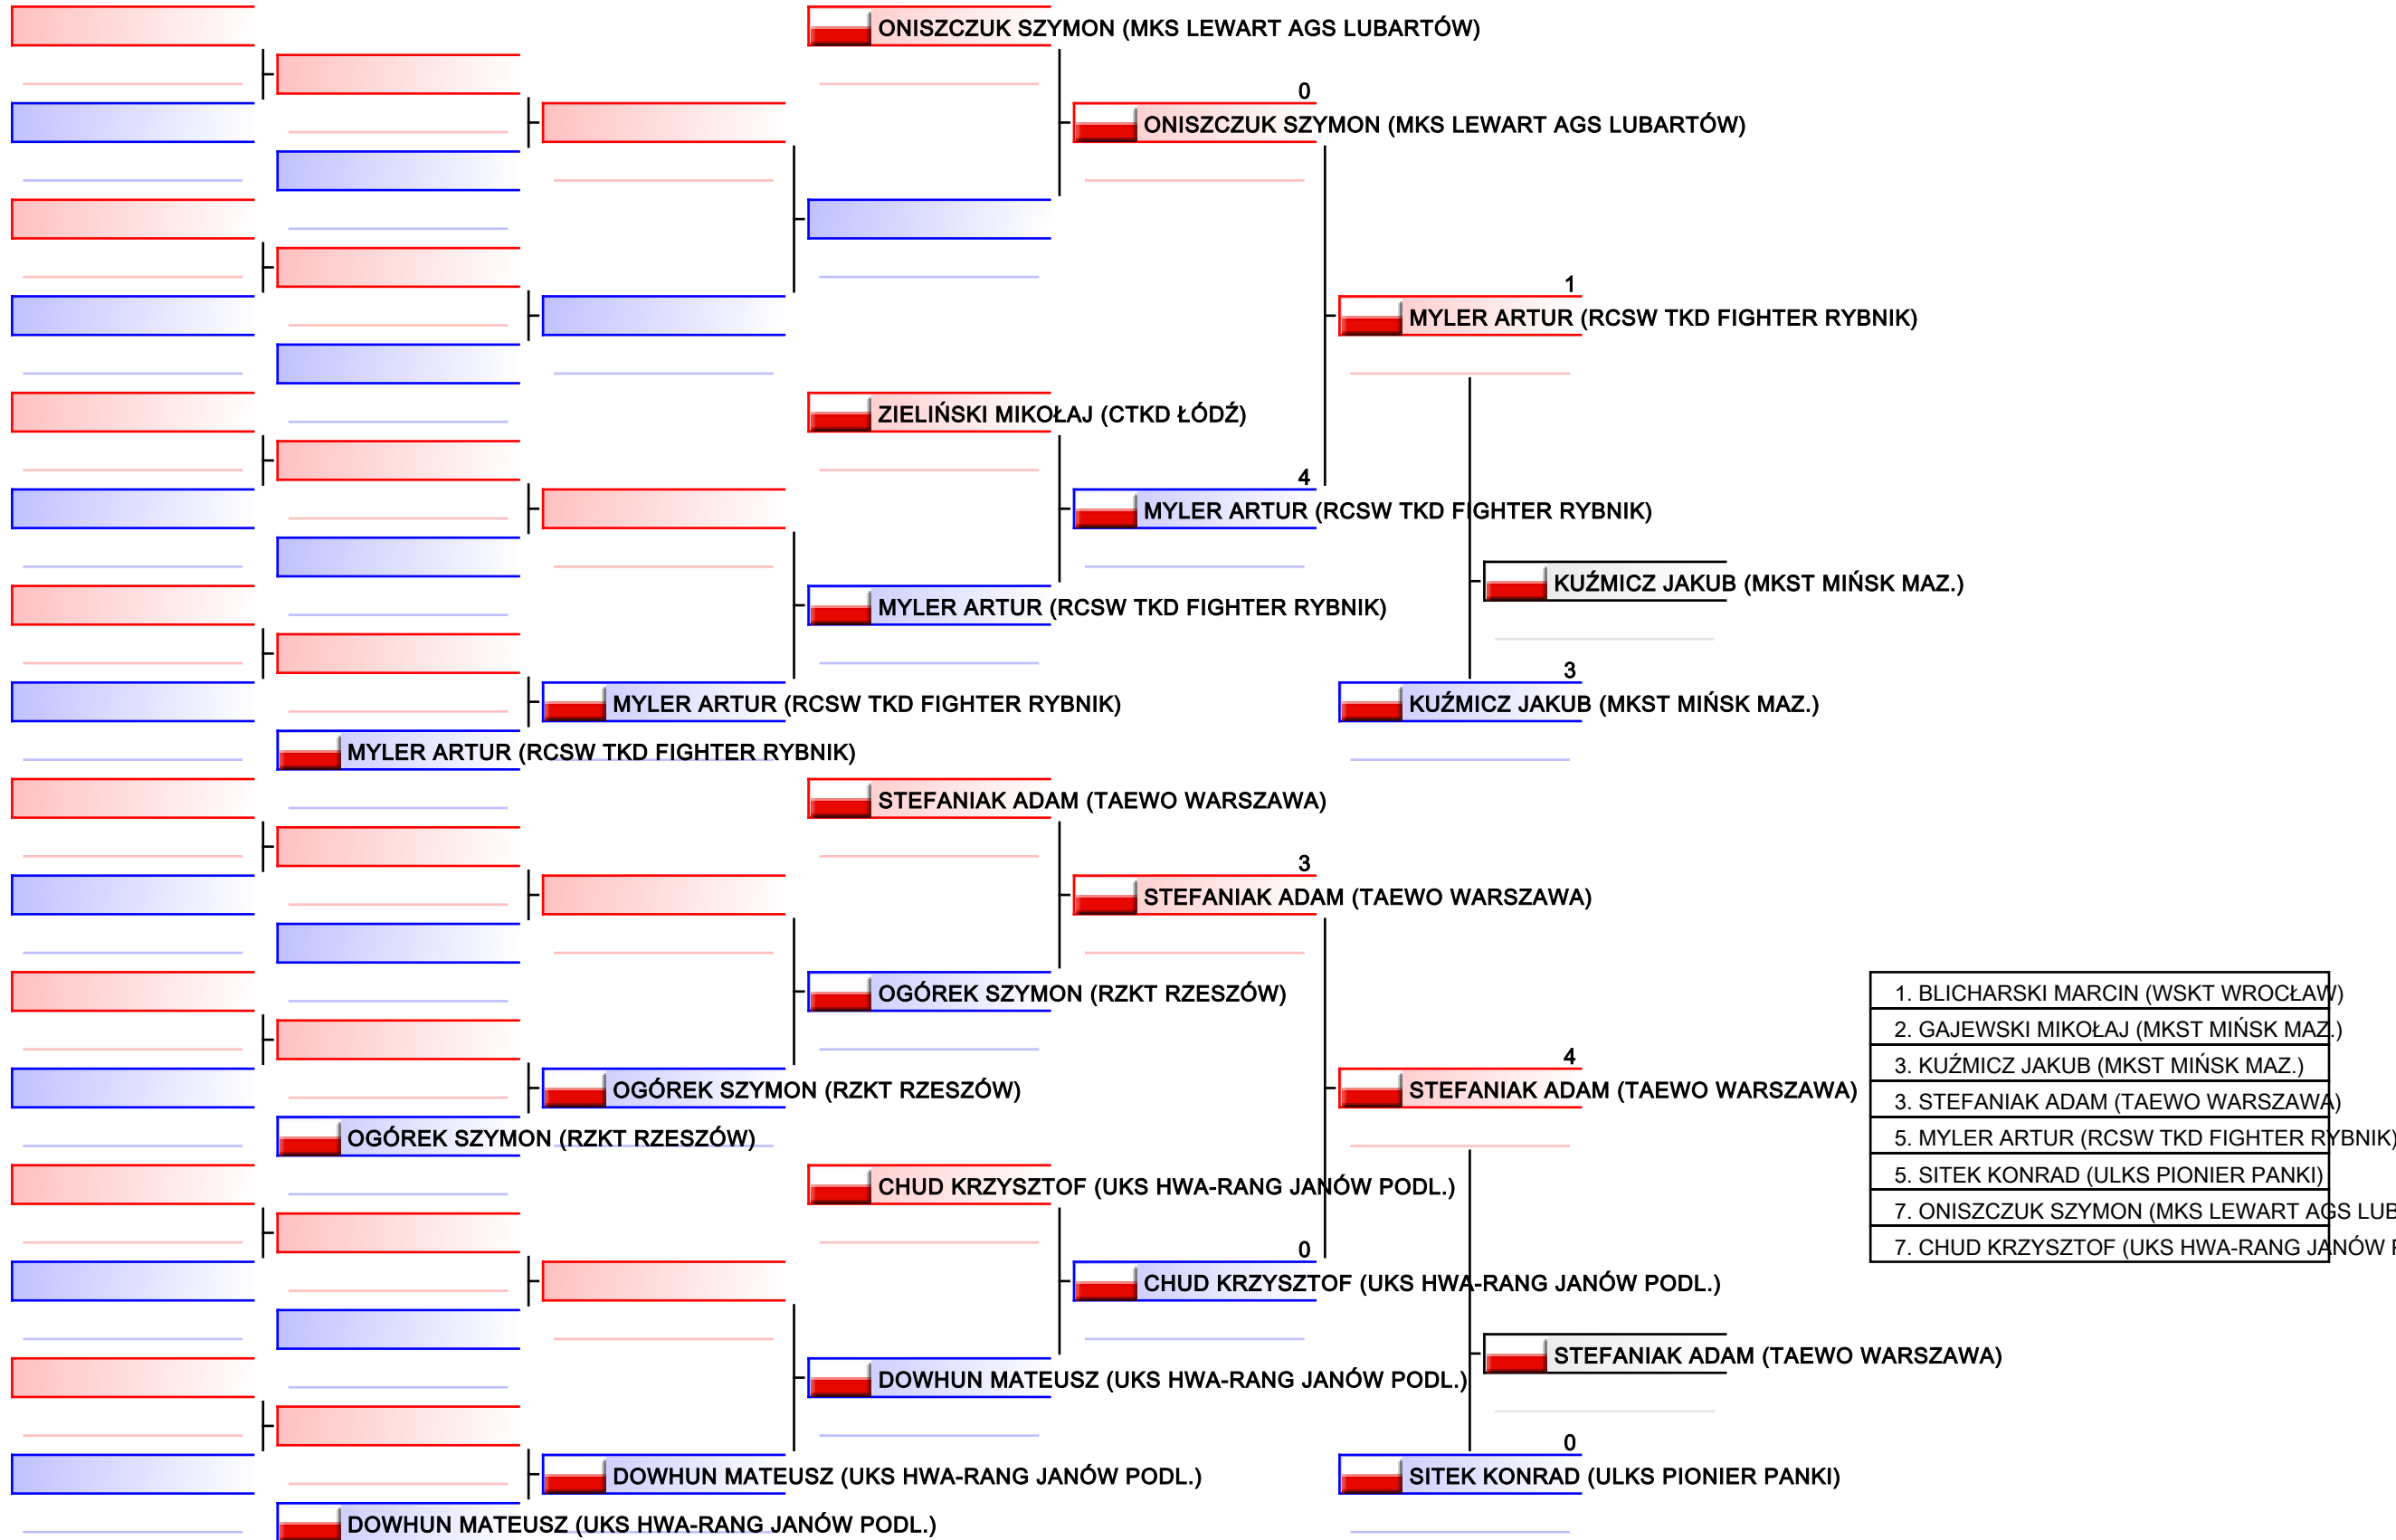 ONISZCZUK SZYMON (MKS LEWART AGS LUBARTÓW)
0
ONISZCZUK SZYMON (MKS LEWART AGS LUBARTÓW)
1
MYLER ARTUR (RCSW TKD FIGHTER RYBNIK)
ZIELIŃSKI MIKOŁAJ (CTKD ŁÓDŹ)
4
MYLER ARTUR (RCSW TKD FIGHTER RYBNIK)
KUŹMICZ JAKUB (MKST MIŃSK MAZ.)
MYLER ARTUR (RCSW TKD FIGHTER RYBNIK)
3
MYLER ARTUR (RCSW TKD FIGHTER RYBNIK)
KUŹMICZ JAKUB (MKST MIŃSK MAZ.)
MYLER ARTUR (RCSW TKD FIGHTER RYBNIK)
STEFANIAK ADAM (TAEWO WARSZAWA)
3
STEFANIAK ADAM (TAEWO WARSZAWA)
OGÓREK SZYMON (RZKT RZESZÓW)
4
OGÓREK SZYMON (RZKT RZESZÓW)
STEFANIAK ADAM (TAEWO WARSZAWA)
OGÓREK SZYMON (RZKT RZESZÓW)
CHUD KRZYSZTOF (UKS HWA-RANG JANÓW PODL.)
0
CHUD KRZYSZTOF (UKS HWA-RANG JANÓW PODL.)
STEFANIAK ADAM (TAEWO WARSZAWA)
DOWHUN MATEUSZ (UKS HWA-RANG JANÓW PODL.)
0
DOWHUN MATEUSZ (UKS HWA-RANG JANÓW PODL.)
SITEK KONRAD (ULKS PIONIER PANKI)
DOWHUN MATEUSZ (UKS HWA-RANG JANÓW PODL.)
1. BLICHARSKI MARCIN (WSKT WROCŁAW)
2. GAJEWSKI MIKOŁAJ (MKST MIŃSK MAZ.)
3. KUŹMICZ JAKUB (MKST MIŃSK MAZ.)
3. STEFANIAK ADAM (TAEWO WARSZAWA)
5. MYLER ARTUR (RCSW TKD FIGHTER RYBNIK)
5. SITEK KONRAD (ULKS PIONIER PANKI)
7. ONISZCZUK SZYMON (MKS LEWART AGS LUB
7. CHUD KRZYSZTOF (UKS HWA-RANG JANÓW